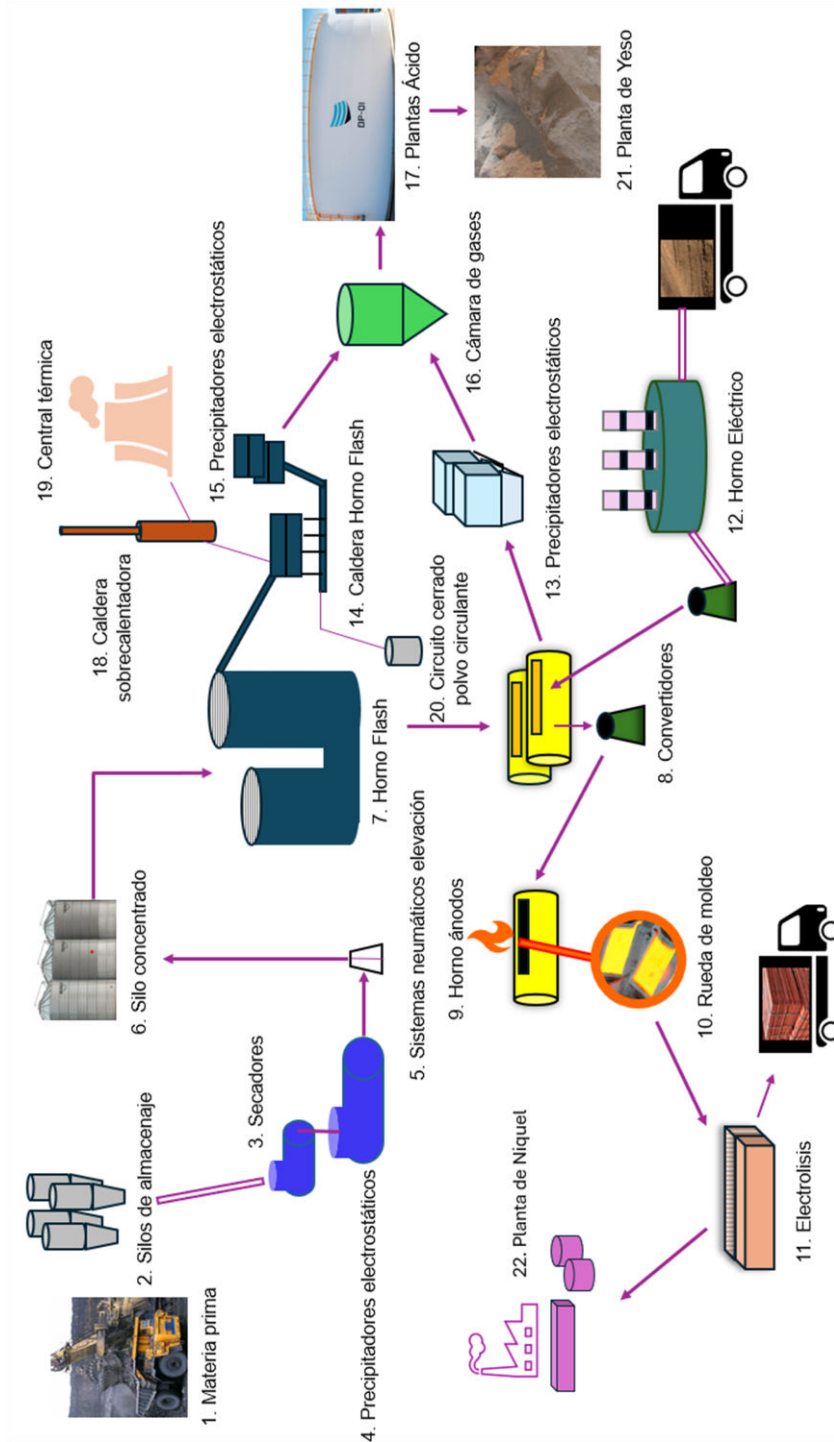 1. Materia prima
2. Silos de almacenaje
3. Secadores
4. Precipitadores electrostáticos
5. Sistemas neumáticos elevación
6. Silo concentrado
7. Horno Flash
8. Convertidores
9. Horno ánodos
10. Rueda de moldeo
11. Electrolisis
12. Horno Eléctrico
13. Precipitadores electrostáticos
14. Caldera Horno Flash
15. Precipitadores electrostáticos
16. Cámara de gases
17. Plantas Ácido
DP-01
18. Caldera
sobrecalentadora
19. Central térmica
20. Circuito cerrado
polvo circulante
21. Planta de Yeso
22. Planta de Niquel